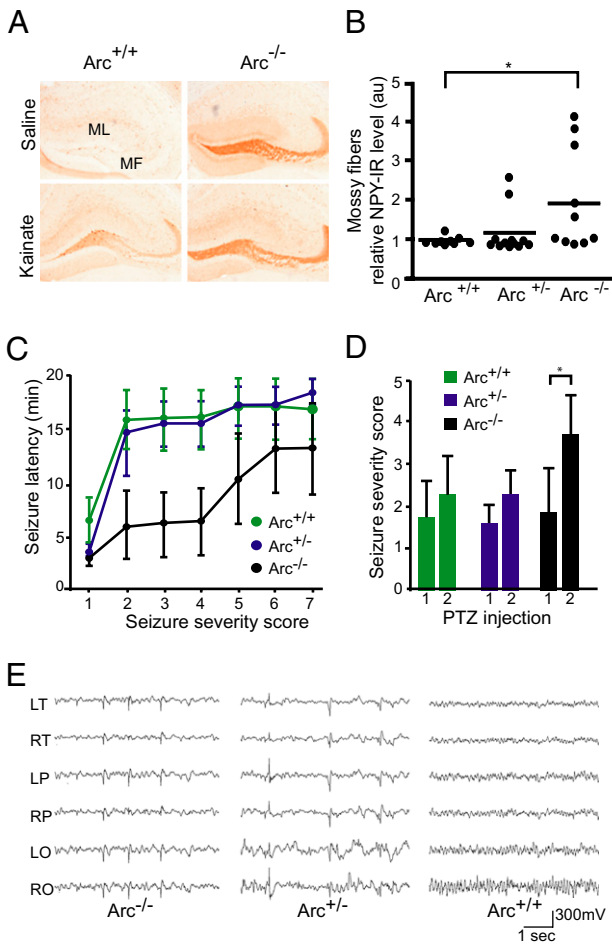 A
Arc+/+
Arc-/-
Saline
ML
MF
Kainate
B
*
Mossy fibers
relative NPY-IR level (au)
5
4
3
2
1
0
Arc +/+
Arc +/-
Arc -/-
C
Seizure latency (min)
20
15
10
5
0
Arc+/+
Arc+/-
Arc-/-
1 2 3 4 5 6 7
Seizure severity score
D
Arc+/+
Arc+/-
Arc-/-
*
Seizure severity score
5
4
3
2
1
0
1 2 1 2 1 2
PTZ injection
E
LT
RT
LP
RP
LO
RO
Arc-/-
Arc+/-
Arc+/+
300mV
1 sec